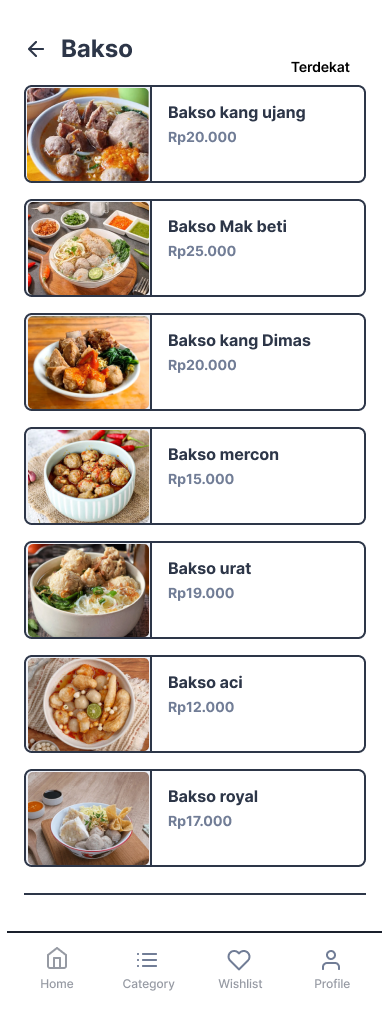 Bakso
Terdekat
Bakso kang ujang
Rp20.000
Bakso Mak beti
Rp25.000
Bakso kang Dimas
Rp20.000
Bakso mercon
Rp15.000
Bakso urat
Rp19.000
Bakso aci
Rp12.000
Bakso royal
Rp17.000
Home Category Wishlist Profile